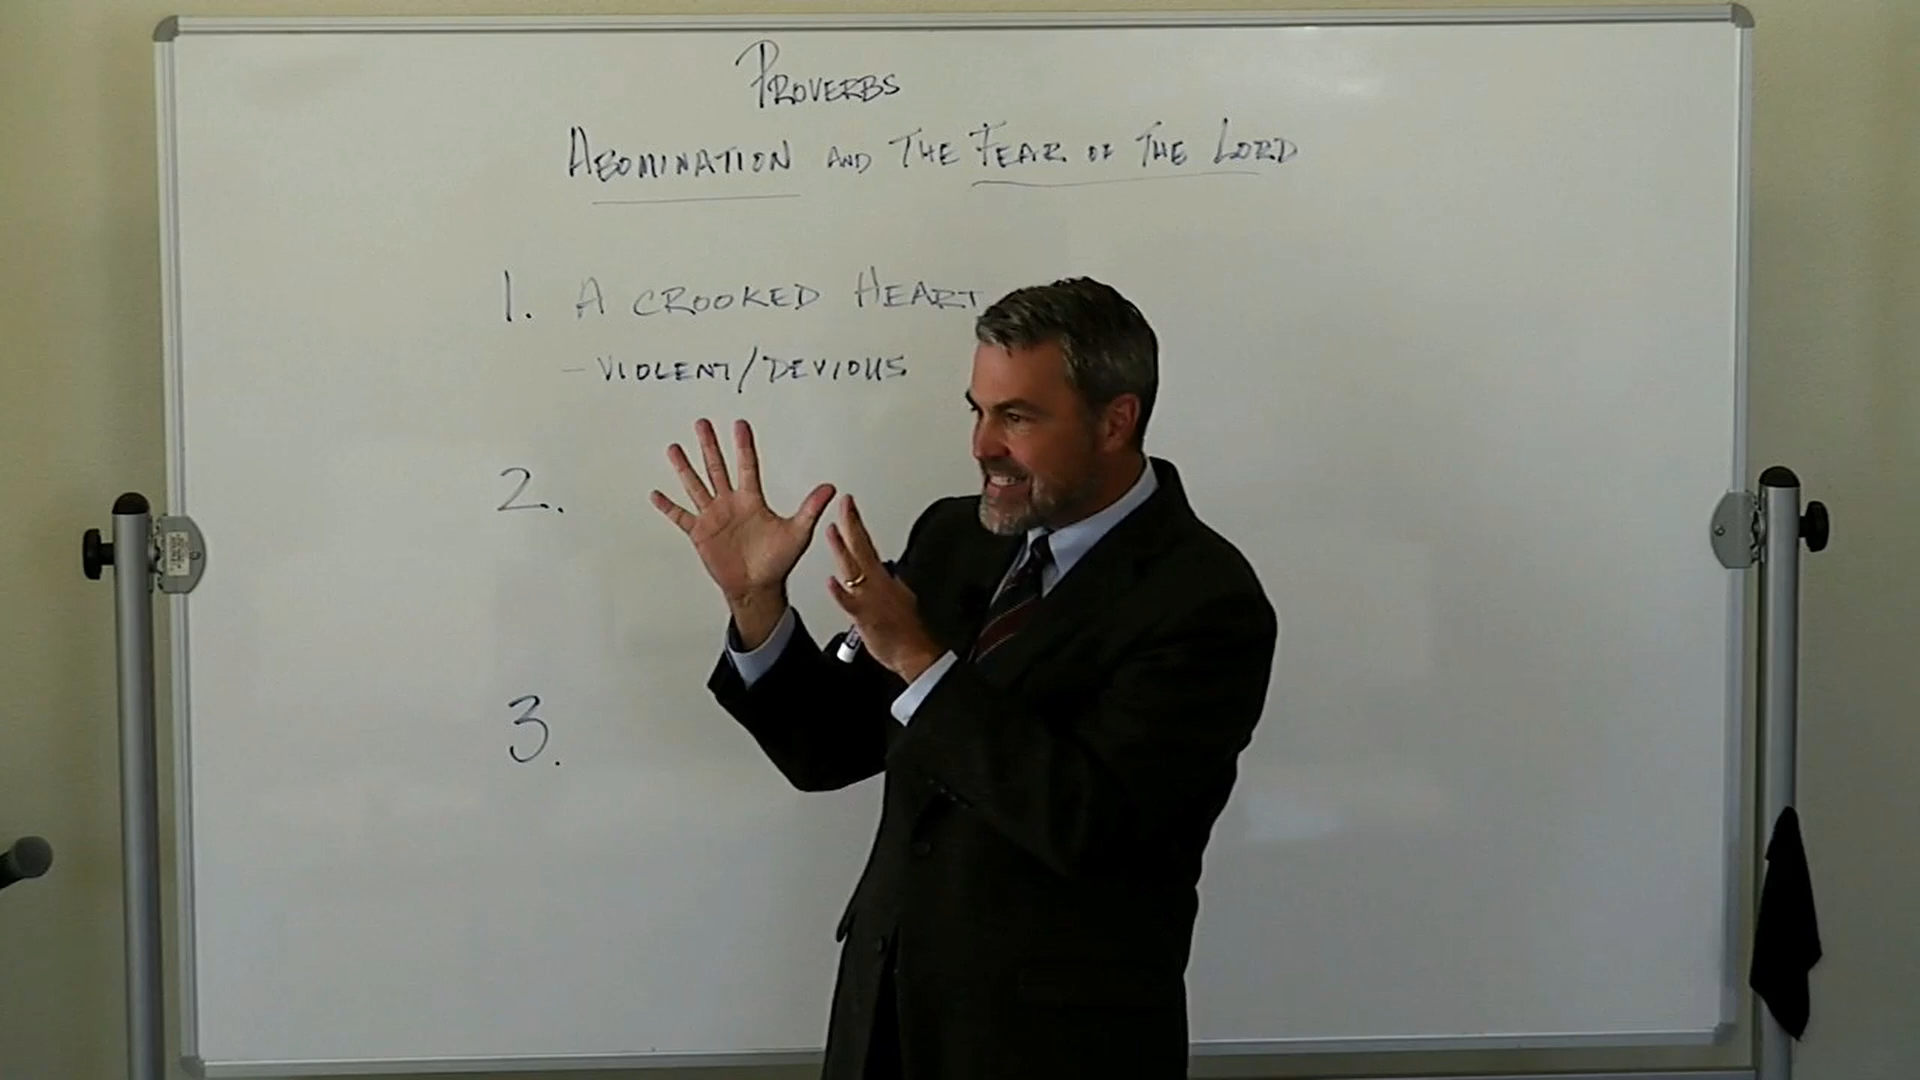 PROVERBS
ABOMINATION AND THE FEAR OF THE LORD
1. A CROOKED HEART
- VIOLENT/DEVIOUS
2.
3.